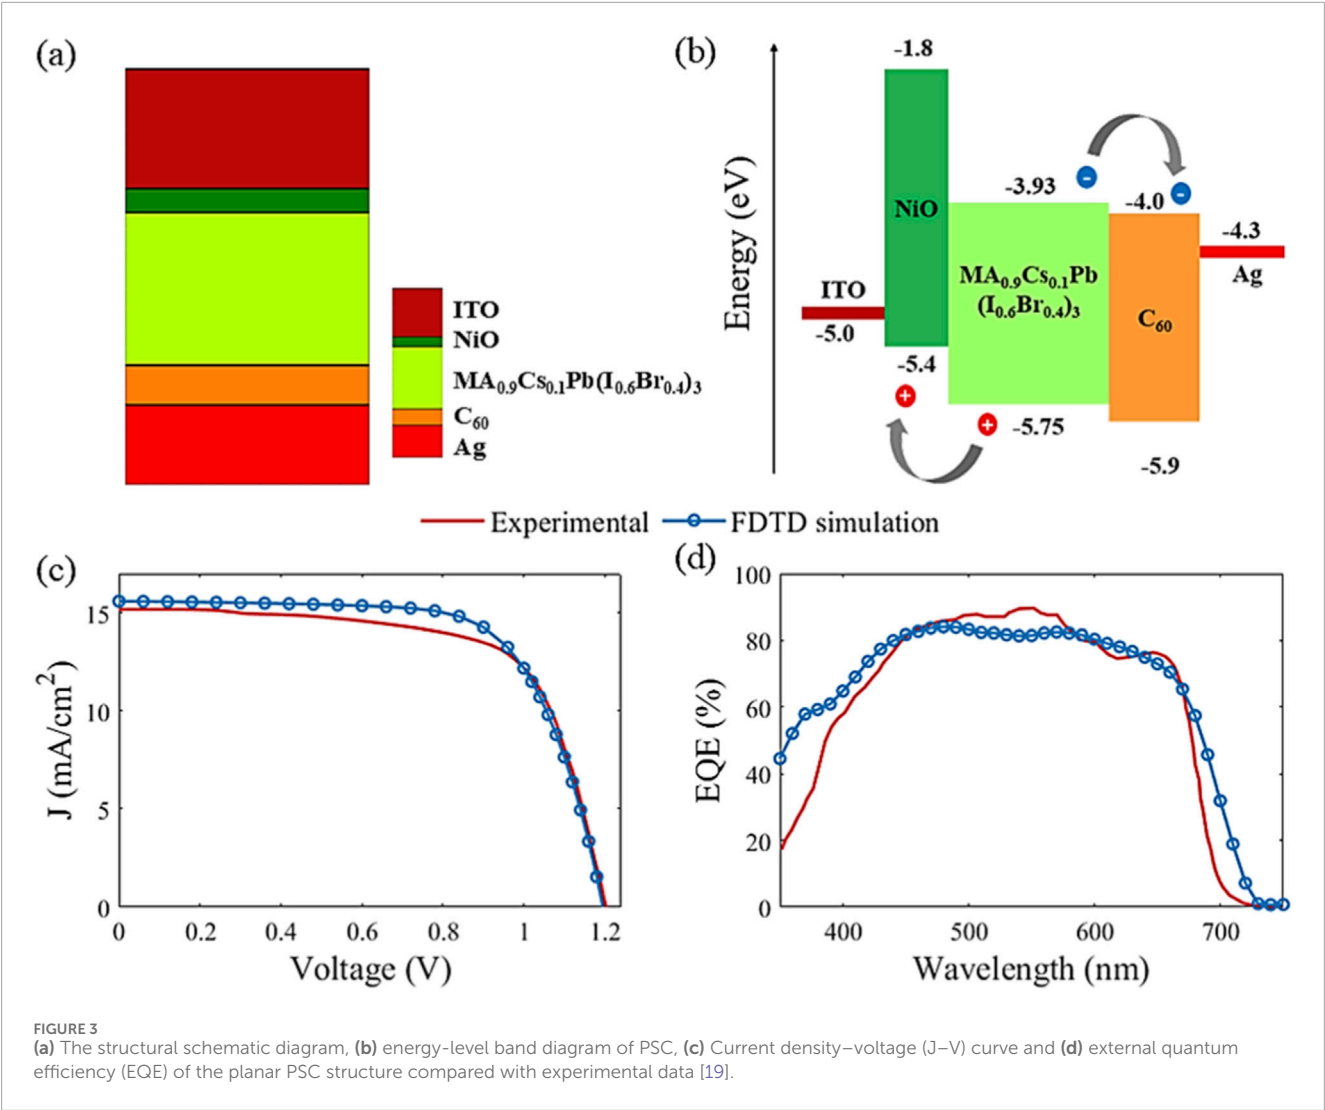 (a)
ITO
NiO
MA0.9Cs0.1Pb(I0.6Br0.4)3
C60
Ag
(b)
Energy (eV)
-1.8
NiO
-3.93
-4.0
-4.3
Ag
ITO
-5.0
MA0.9Cs0.1Pb
(I0.6Br0.4)3
C60
-5.4
-5.75
-5.9
+
+
-
-
Experimental
FDTD simulation
(c)
J (mA/cm2)
15
10
5
0
0 0.2 0.4 0.6 0.8 1 1.2
Voltage (V)
(d)
EQE (%)
100
80
60
40
20
0
400 500 600 700
Wavelength (nm)
FIGURE 3
(a) The structural schematic diagram, (b) energy-level band diagram of PSC, (c) Current density–voltage (J–V) curve and (d) external quantum
efficiency (EQE) of the planar PSC structure compared with experimental data [19].